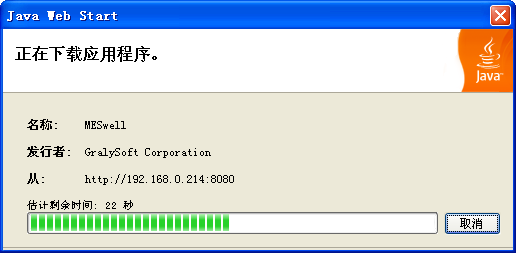 Java Web Start
正在下载应用程序。
Java
名称: MESwell
发行者: GralySoft Corporation
从: http://192.168.0.214:8080
估计剩余时间: 22 秒
取消